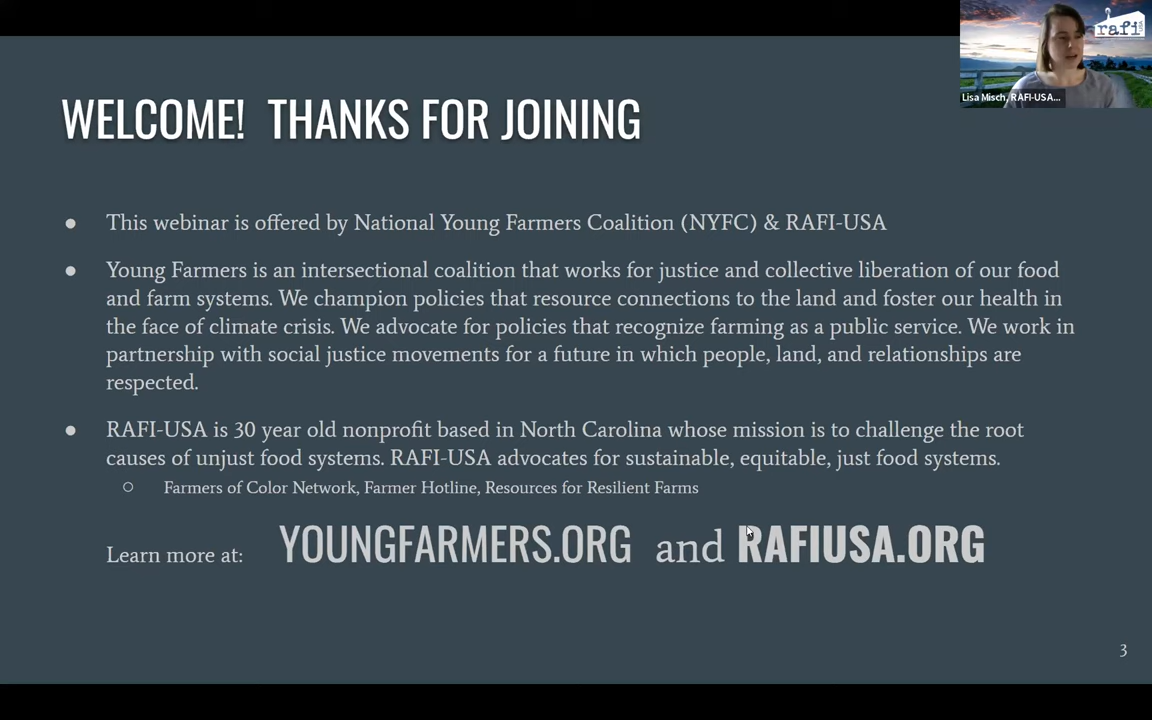 rafi
USA
Lisa Misch, RAFI-USA...
WELCOME! THANKS FOR JOINING
● This webinar is offered by National Young Farmers Coalition (NYFC) & RAFI-USA
● Young Farmers is an intersectional coalition that works for justice and collective liberation of our food
and farm systems. We champion policies that resource connections to the land and foster our health in
the face of climate crisis. We advocate for policies that recognize farming as a public service. We work in
partnership with social justice movements for a future in which people, land, and relationships are
respected.
● RAFI-USA is 30 year old nonprofit based in North Carolina whose mission is to challenge the root
causes of unjust food systems. RAFI-USA advocates for sustainable, equitable, just food systems.
○ Farmers of Color Network, Farmer Hotline, Resources for Resilient Farms
Learn more at: YOUNGFARMERS.ORG and RAFIUSA.ORG
3